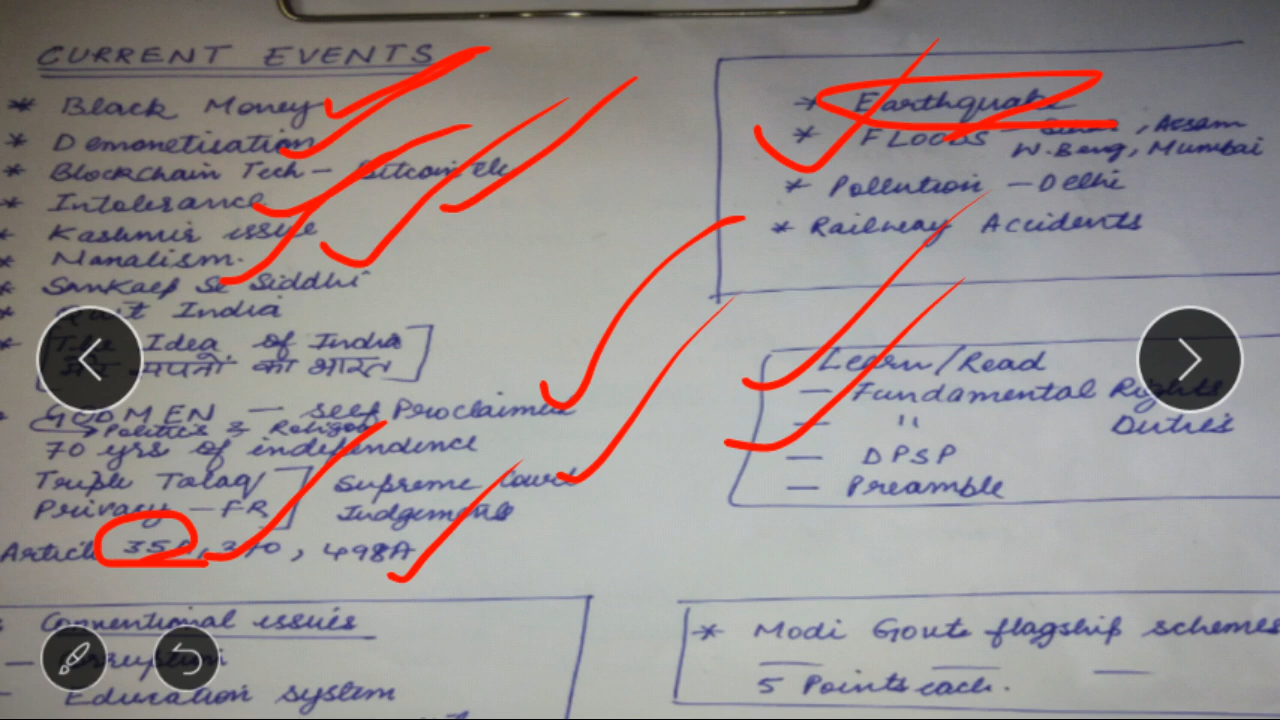 CURRENT EVENTS
* Black Money
* Demonetisation
* Blockchain Tech - Bitcoin etc
* Intolerance
* Kashmir issue
* Naxalism.
* Sankalp Se Siddhi
* Quit India
* [The Idea of India
मेरे सपनों का भारत]
* GODMEN — self Proclaimed
→ Politics & Religion
70 yrs of independence
Triple Talaq] Supreme Court
Privacy - FR] Judgements
Article 35A, 370, 498A
Conventional issues
— Corruption
— Education system
* Earthquake
* FLOODS - , Assam
W. Beng, Mumbai
* Pollution - Delhi
* Railway Accidents
Learn/Read
— Fundamental Rights
— " Duties
— DPSP
— Preamble
* Modi Govts flagship schemes
5 Points each.